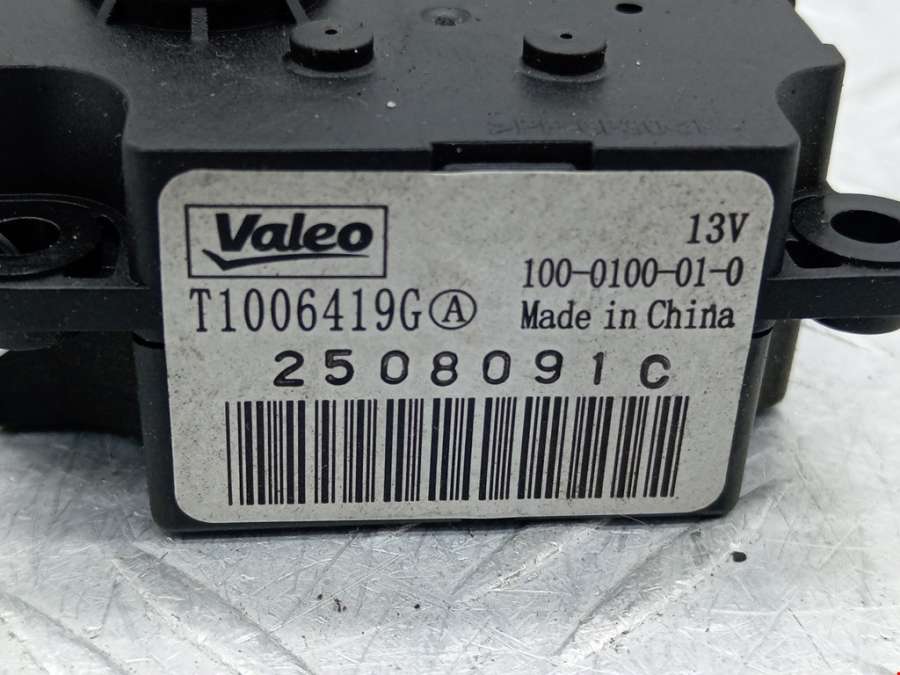 Valeo
13V
100-0100-01-0
T1006419G Ⓐ
Made in China
2508091C